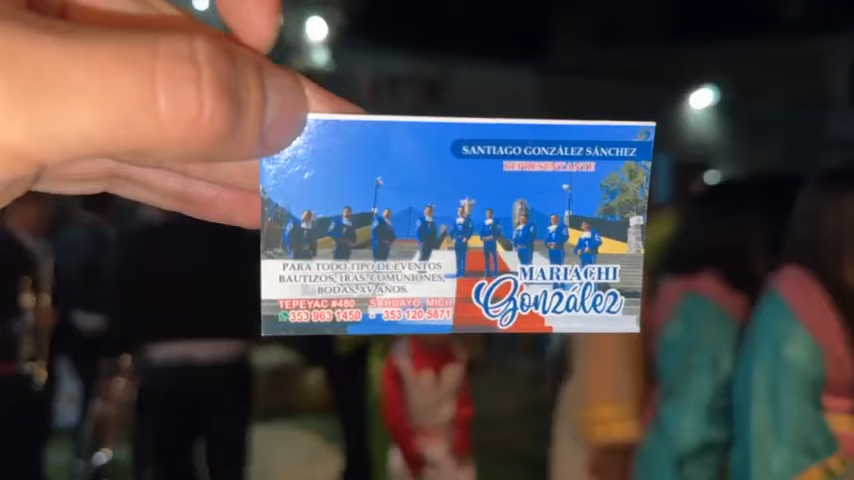 SANTIAGO GONZÁLEZ SÁNCHEZ
REPRESENTANTE
PARA TODO TIPO DE EVENTOS
BAUTIZOS, 1RAS. COMUNIONES,
BODAS, XV AÑOS.
TEPEYAC #480 SAHUAYO, MICH
353 963 1450 - 353 120 5871
MARIACHI
González